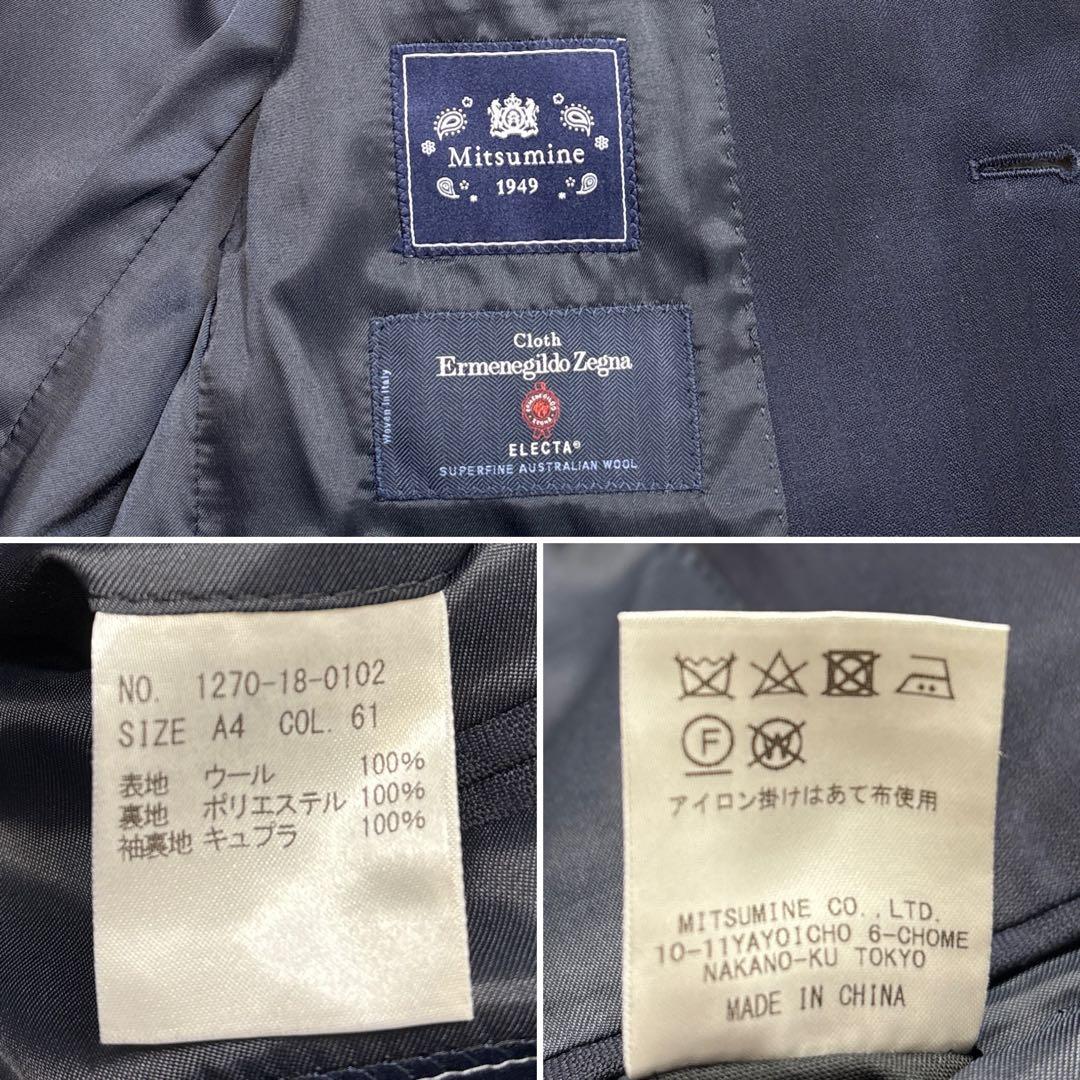 Mitsumine
1949
Cloth
Ermenegildo Zegna
Woven in Italy
ELECTA®
SUPERFINE AUSTRALIAN WOOL
NO. 1270-18-0102
SIZE A4 COL. 61
表地 ウール 100%
裏地 ポリエステル 100%
袖裏地 キュプラ 100%
F
W
アイロン掛けはあて布使用
MITSUMINE CO.,LTD.
10-11YAYOICHO 6-CHOME
NAKANO-KU TOKYO
MADE IN CHINA